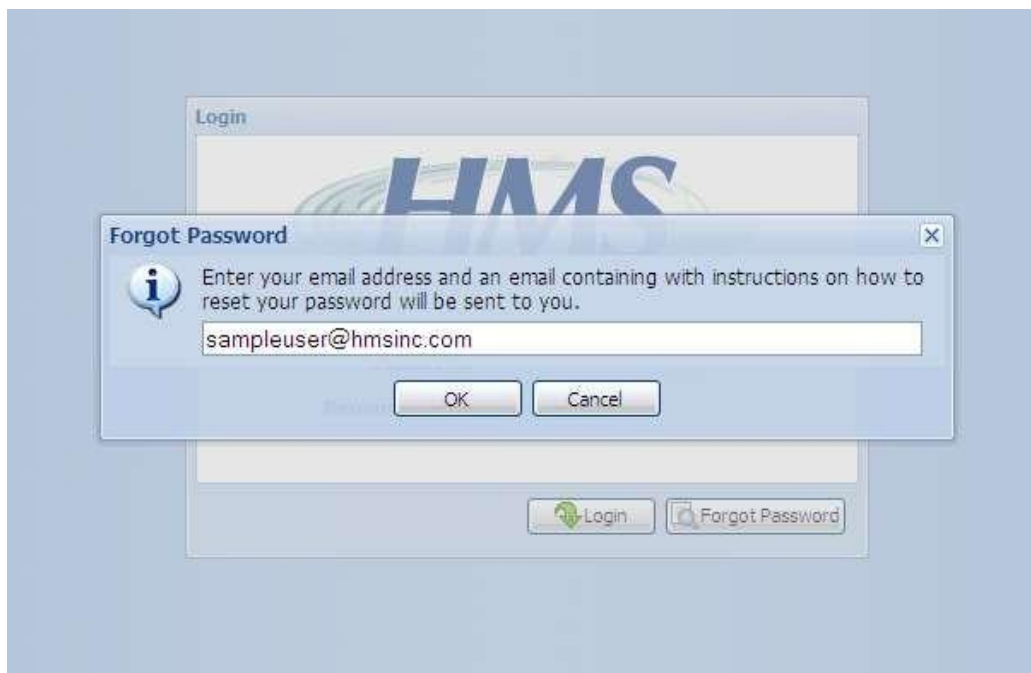 Login
HMS
Forgot Password
Enter your email address and an email containing with instructions on how to
reset your password will be sent to you.
sampleuser@hmsinc.com
OK
Cancel
Login
Forgot Password